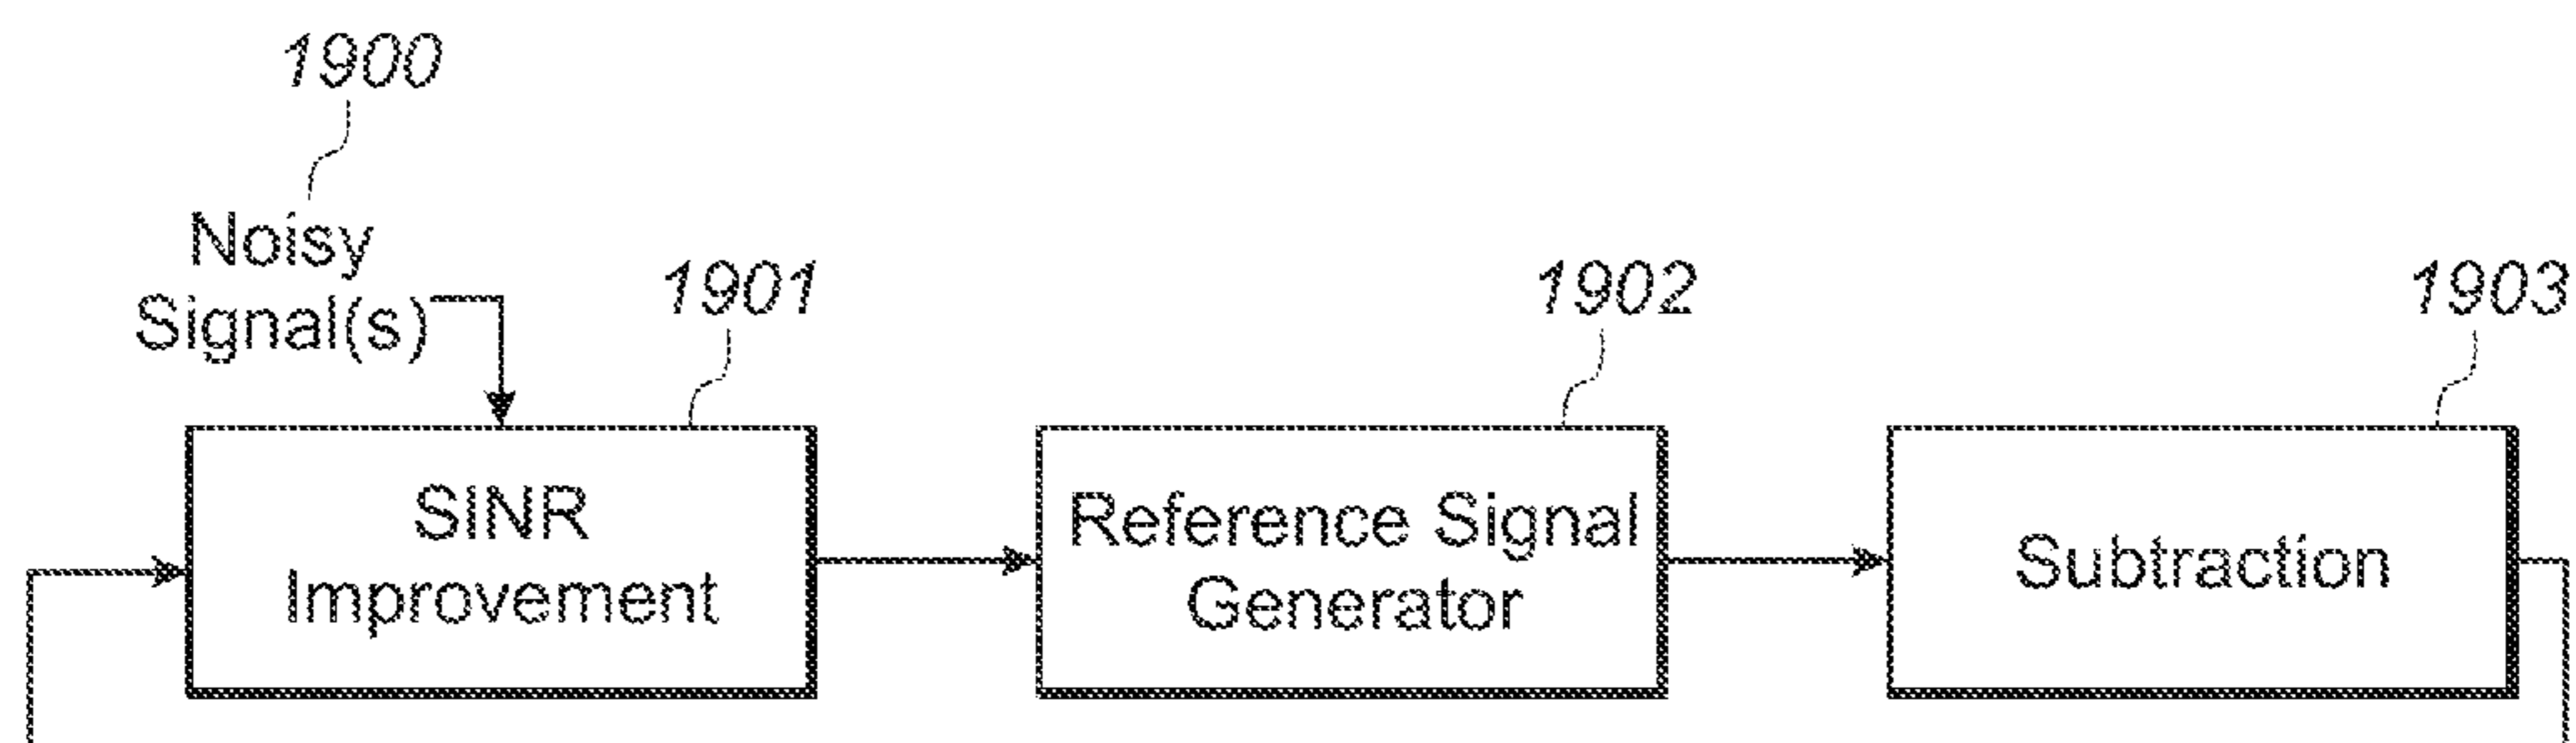 1900
Noisy
Signal(s)
1901
1902
1903
SINR
Improvement
Reference Signal
Generator
Subtraction